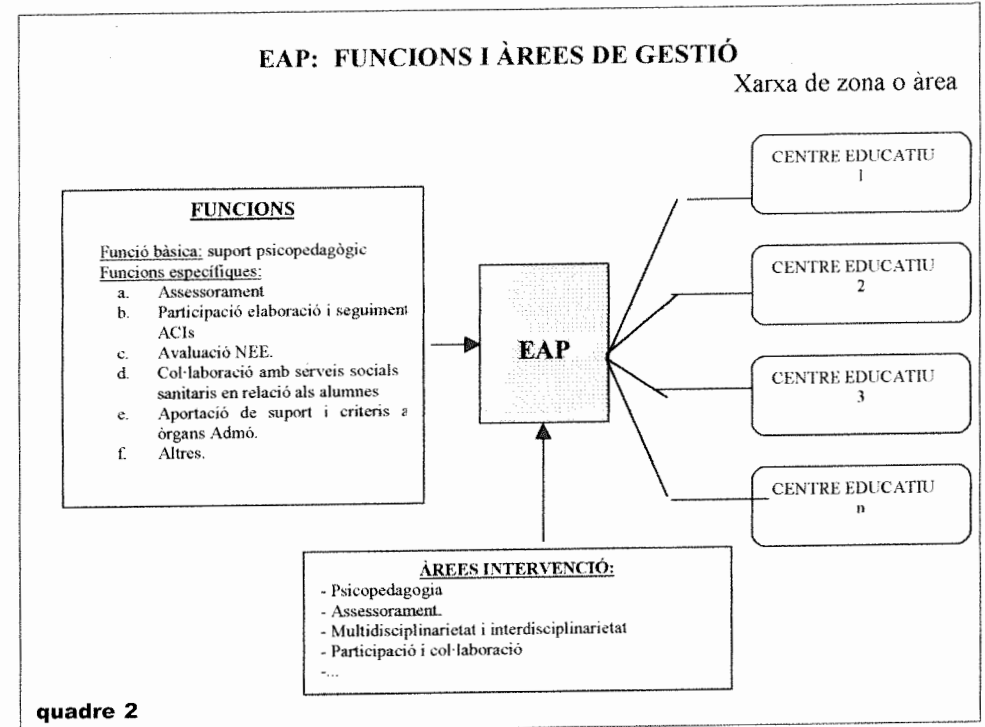 EAP: FUNCIONS I ÀREES DE GESTIÓ
Xarxa de zona o àrea
FUNCIONS
Funció bàsica: suport psicopedagògic
Funcions específiques:
a. Assessorament
b. Participació elaboració i seguiment
ACIs
c. Avaluació NEE.
d. Col·laboració amb serveis socials
sanitaris en relació als alumnes
e. Aportació de suport i criteris a
òrgans Admó.
f. Altres.
EAP
CENTRE EDUCATIU
1
CENTRE EDUCATIU
2
CENTRE EDUCATIU
3
CENTRE EDUCATIU
n
ÀREES INTERVENCIÓ:
- Psicopedagogia
- Assessorament.
- Multidisciplinarietat i interdisciplinarietat
- Participació i col·laboració
-...
quadre 2